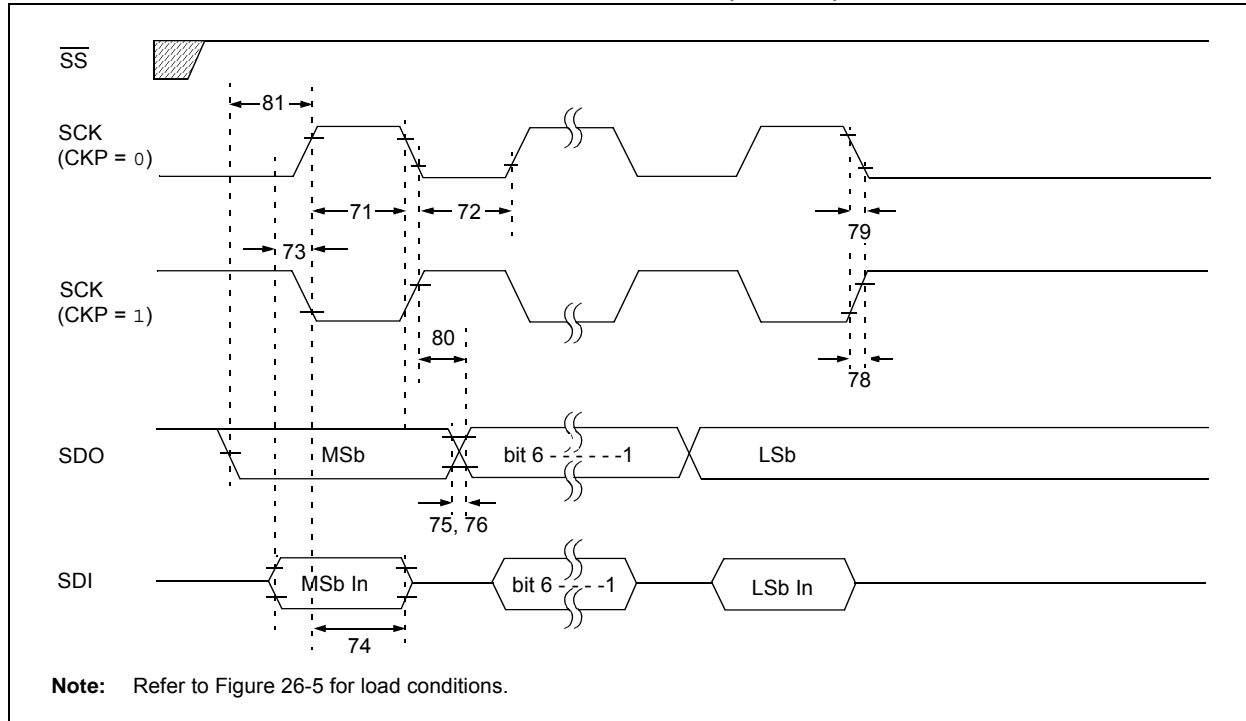 SS
81
SCK
(CKP = 0)
71
72
79
73
SCK
(CKP = 1)
80
78
SDO
MSb
bit 6 - - - - - - -1
LSb
75, 76
SDI
MSb In
bit 6 - - - - -1
LSb In
74
Note: Refer to Figure 26-5 for load conditions.